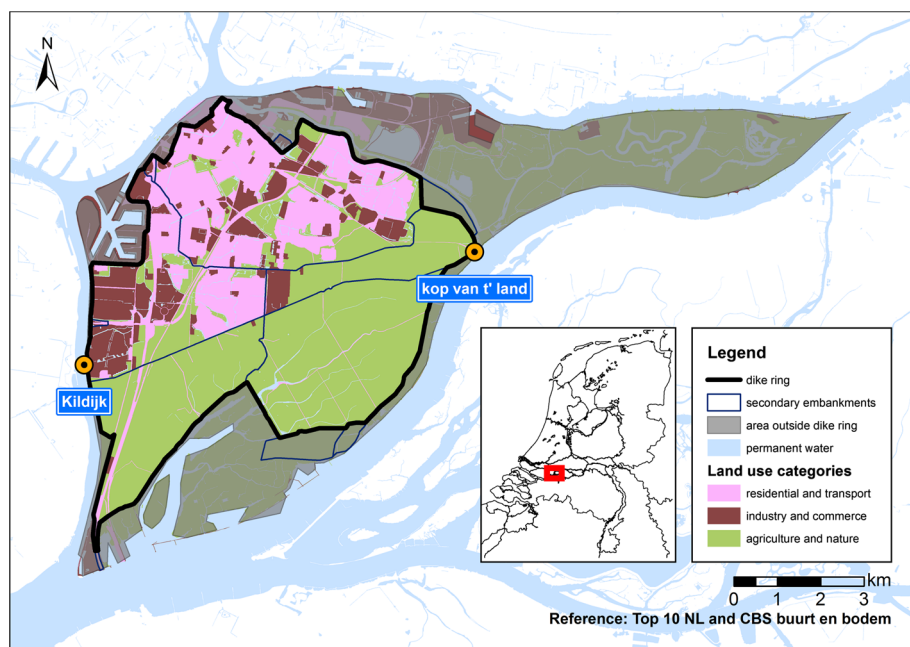 N
kop van t' land
Kildijk
Legend
dike ring
secondary embankments
area outside dike ring
permanent water
Land use categories
residential and transport
industry and commerce
agriculture and nature
km
0 1 2 3
Reference: Top 10 NL and CBS buurt en bodem